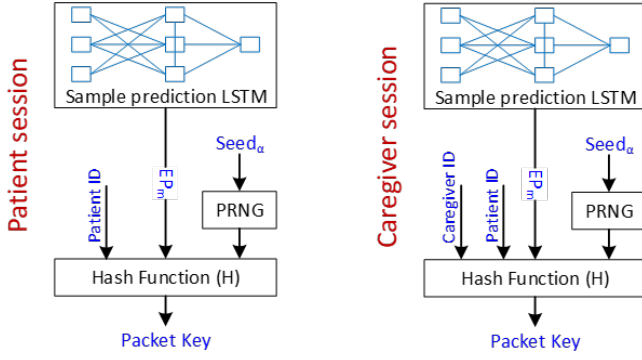 Patient session
Sample prediction LSTM
Patient ID
EPm
Seedα
PRNG
Hash Function (H)
Packet Key
Caregiver session
Sample prediction LSTM
Caregiver ID
Patient ID
EPm
Seedα
PRNG
Hash Function (H)
Packet Key